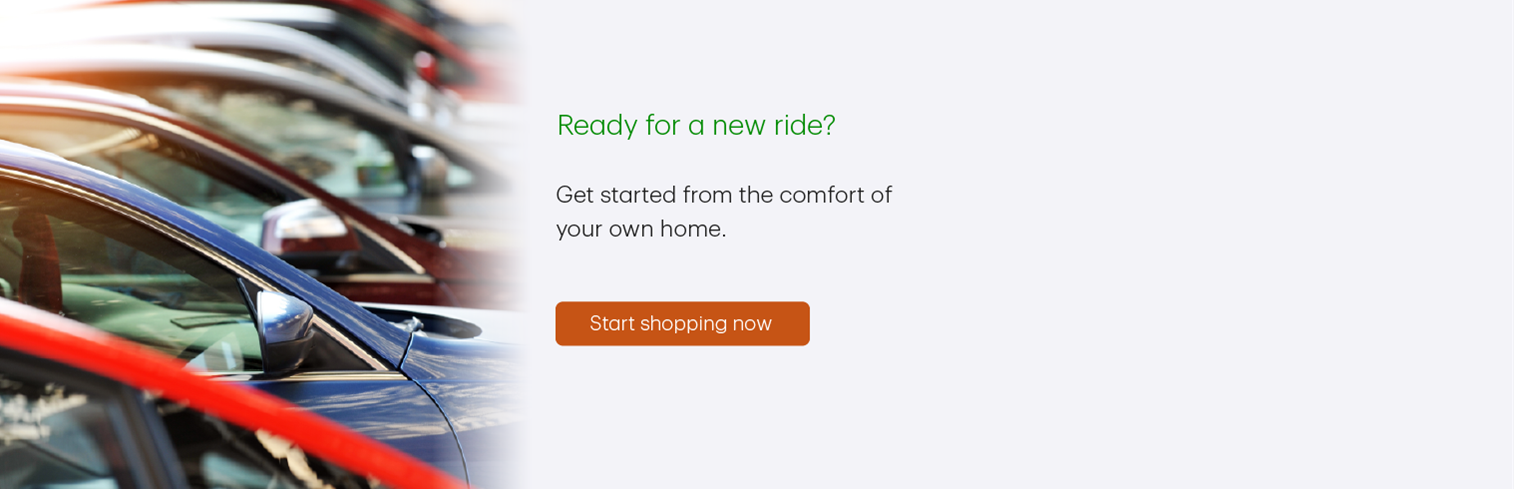 Ready for a new ride?
Get started from the comfort of
your own home.
Start shopping now